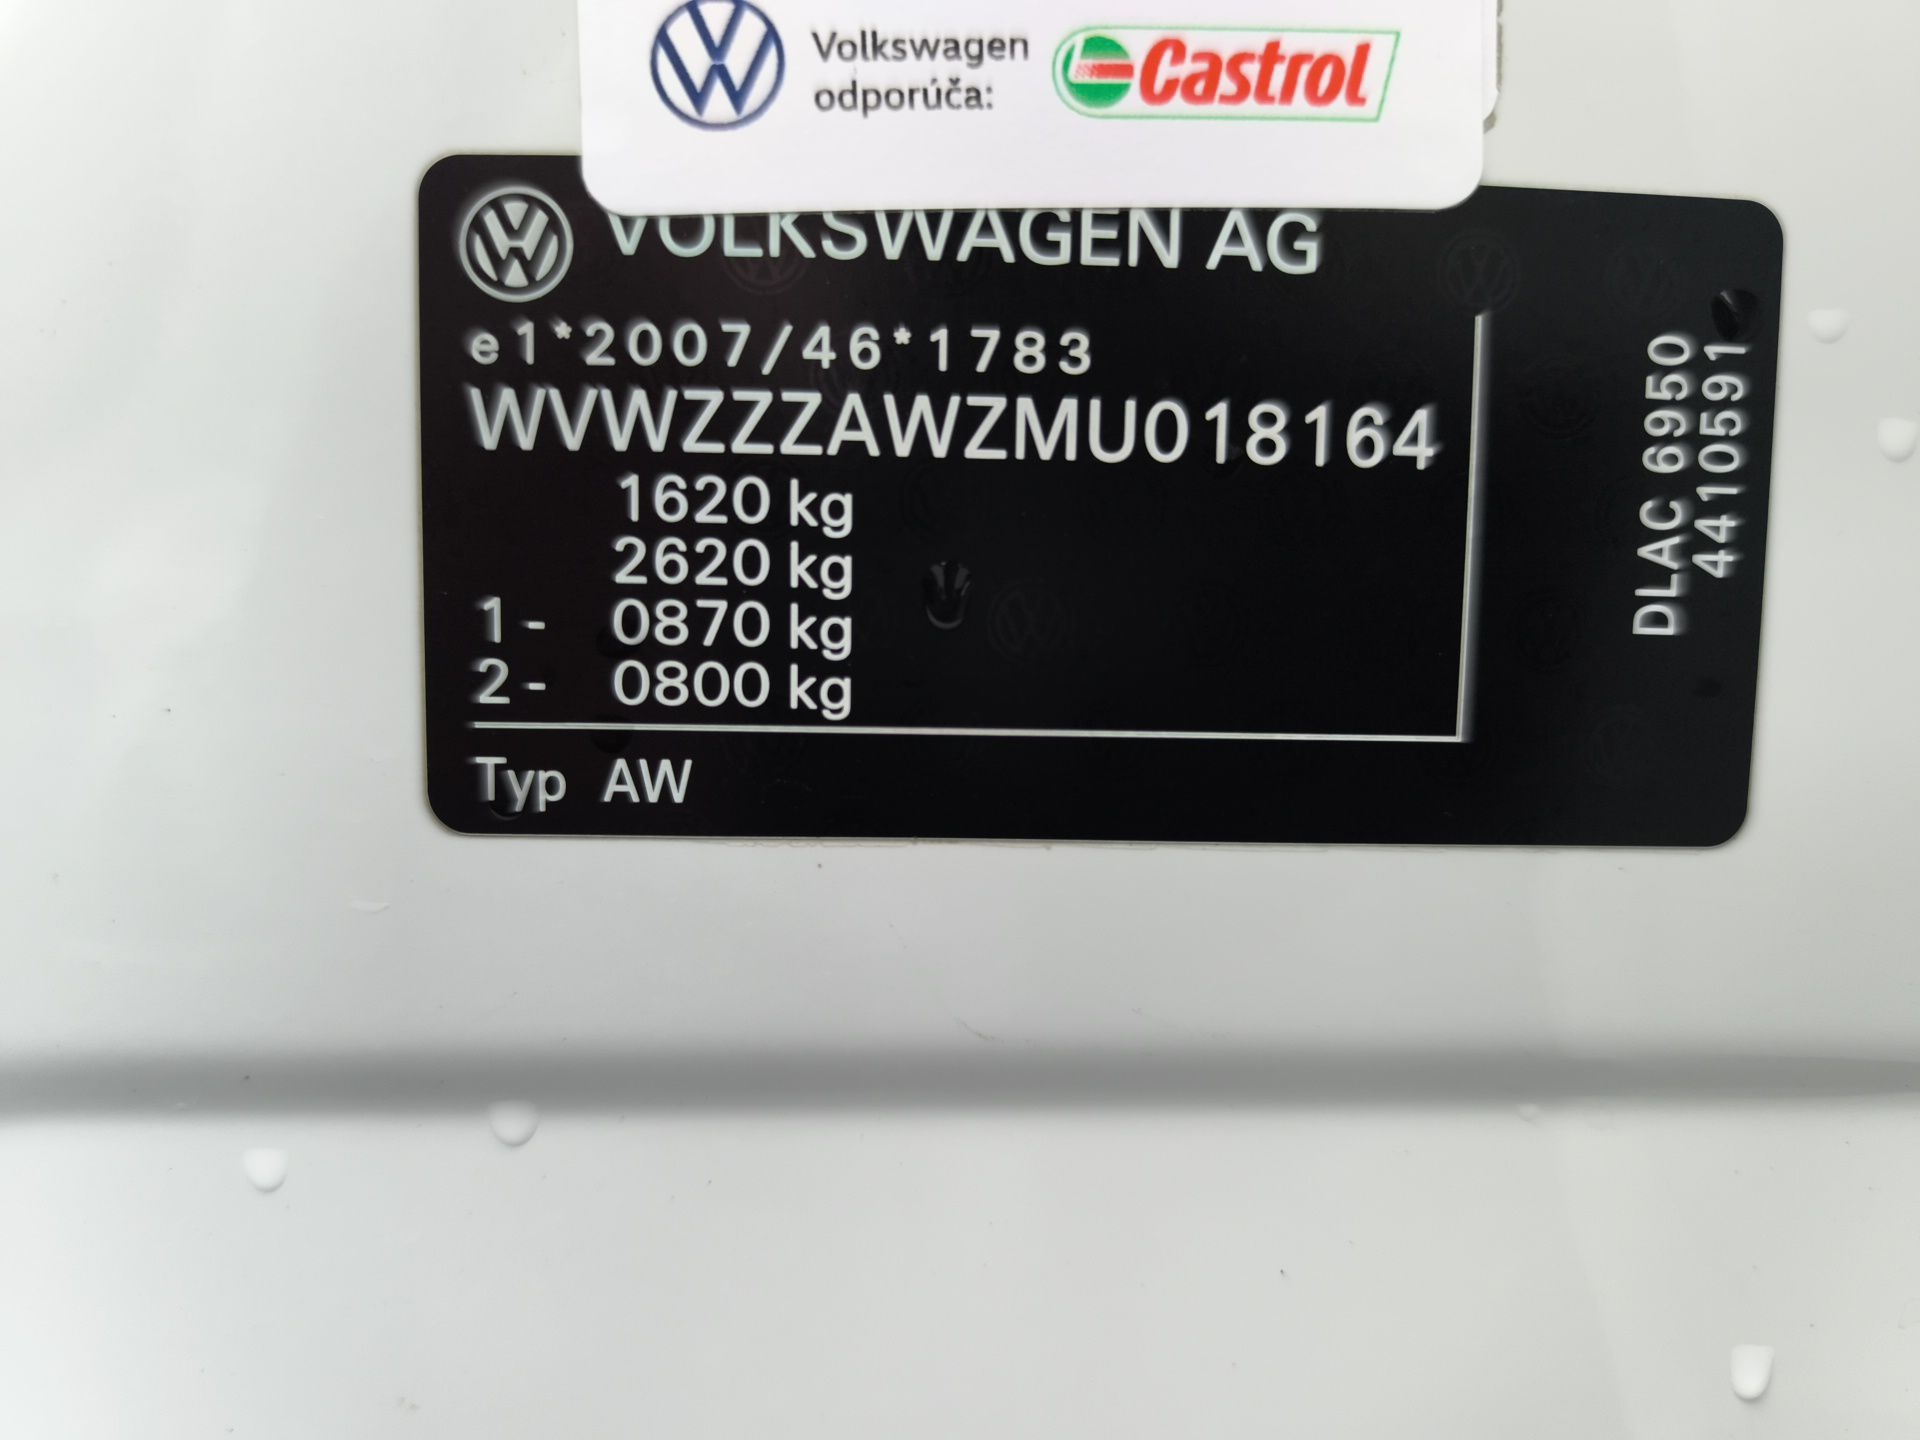 Volkswagen
odporúča:
Castrol
VOLKSWAGEN AG
e1*2007/46*1783
WVWZZZAWZMU018164
1620 kg
2620 kg
1- 0870 kg
2- 0800 kg
Typ AW
DLAC 6950
4410591